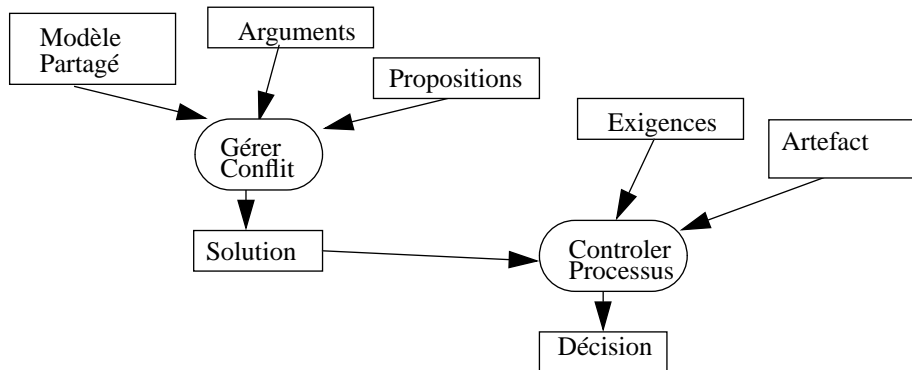 Modèle
Partagé
Arguments
Propositions
Gérer
Conflit
Exigences
Artefact
Solution
Controler
Processus
Décision